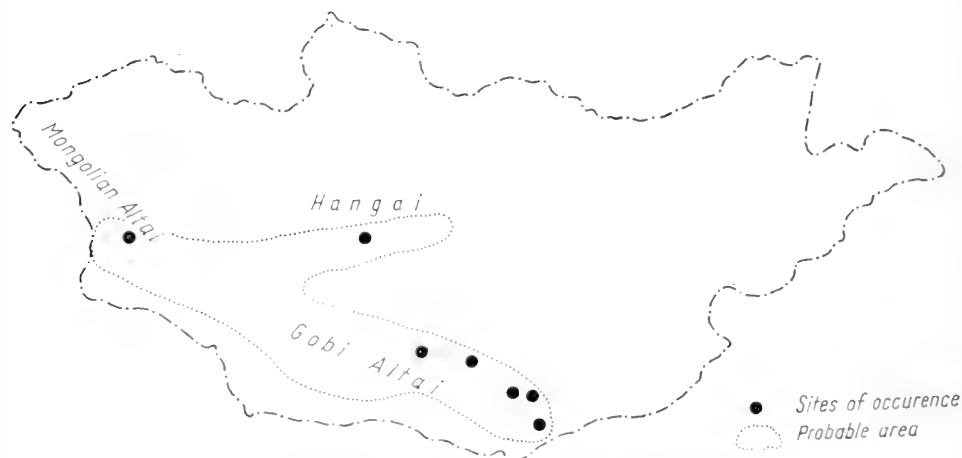 Mongolian Altai
Hangai
Gobi Altai
Sites of occurence
Probable area